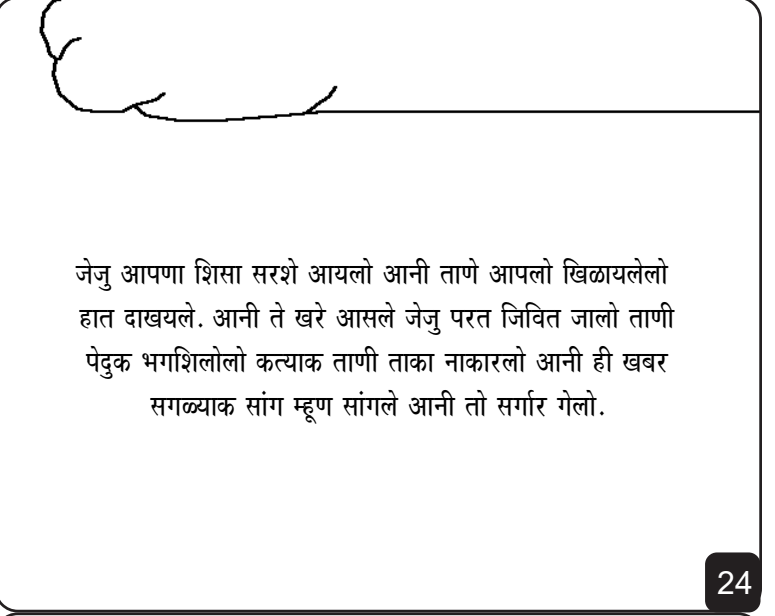 जेजु आपणा शिसा सरशे आयलो आनी ताणे आपलो खिळायलेलो
हात दाखयले. आनी ते खरे आसले जेजु परत जिवित जालो ताणी
पेदुक भगशिलोलो कत्याक ताणी ताका नाकारलो आनी ही खबर
सगळ्याक सांग म्हूण सांगले आनी तो सर्गार गेलो.
24